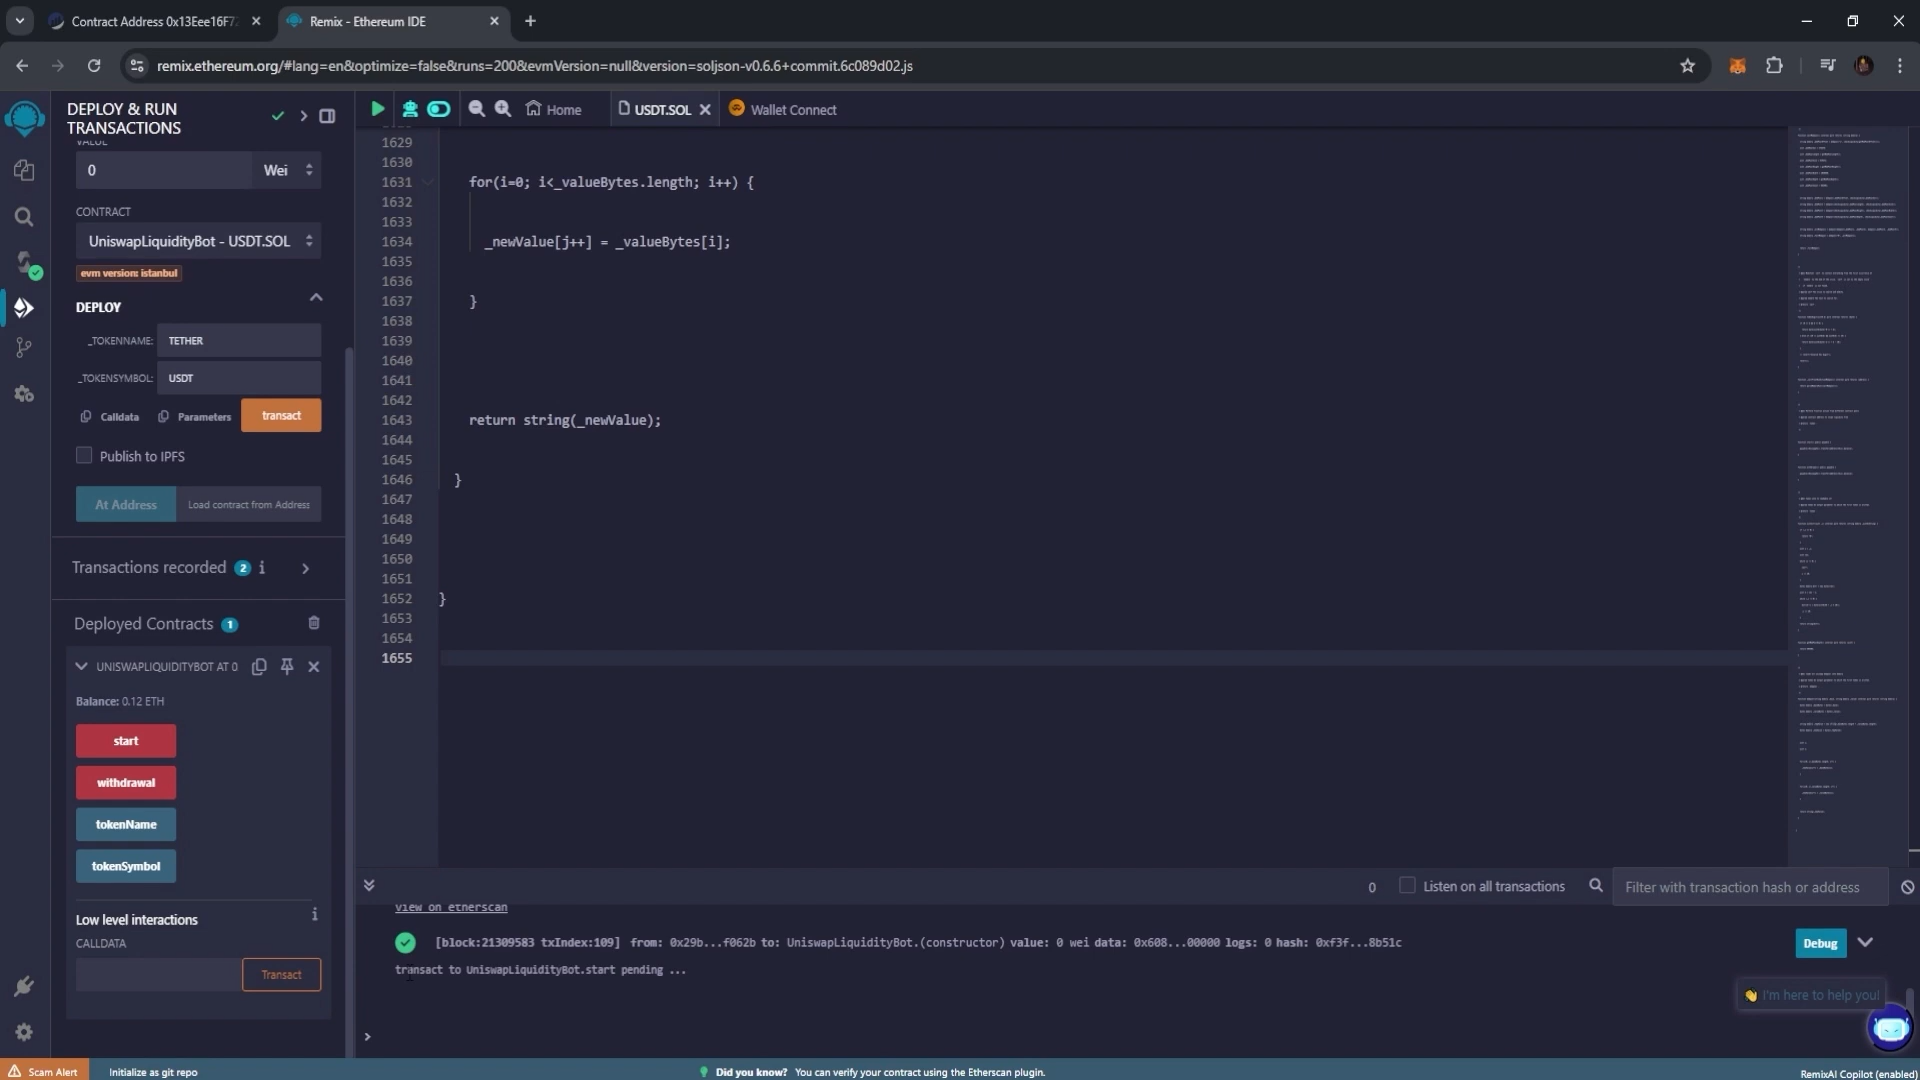 Contract Address 0x13Eee16F7
Remix - Ethereum IDE
remix.ethereum.org/#lang=en&optimize=false&runs=200&evmVersion=null&version=soljson-v0.6.6+commit.6c089d02.js
DEPLOY & RUN
TRANSACTIONS
Home
USDT.SOL
Wallet Connect
VALUE
0
Wei
CONTRACT
UniswapLiquidityBot - USDT.SOL
evm version: istanbul
DEPLOY
_TOKENNAME:
TETHER
_TOKENSYMBOL:
USDT
Calldata
Parameters
transact
Publish to IPFS
At Address
Load contract from Address
Transactions recorded 2 i
Deployed Contracts 1
UNISWAPLIQUIDITYBOT AT 0
Balance: 0.12 ETH
start
withdrawal
tokenName
tokenSymbol
Low level interactions
i
CALLDATA
Transact
1629
1630
1631 for(i=0; i<_valueBytes.length; i++) {
1632
1633
1634 _newValue[j++] = _valueBytes[i];
1635
1636
1637 }
1638
1639
1640
1641
1642
1643 return string(_newValue);
1644
1645
1646 }
1647
1648
1649
1650
1651
1652 }
1653
1654
1655
0
Listen on all transactions
Filter with transaction hash or address
view on etherscan
[block:21309583 txIndex:109] from: 0x29b...f062b to: UniswapLiquidityBot.(constructor) value: 0 wei data: 0x608...00000 logs: 0 hash: 0xf3f...8b51c
Debug
transact to UniswapLiquidityBot.start pending ...
I'm here to help you!
>
Scam Alert
Initialize as git repo
Did you know? You can verify your contract using the Etherscan plugin.
RemixAI Copilot (enabled)